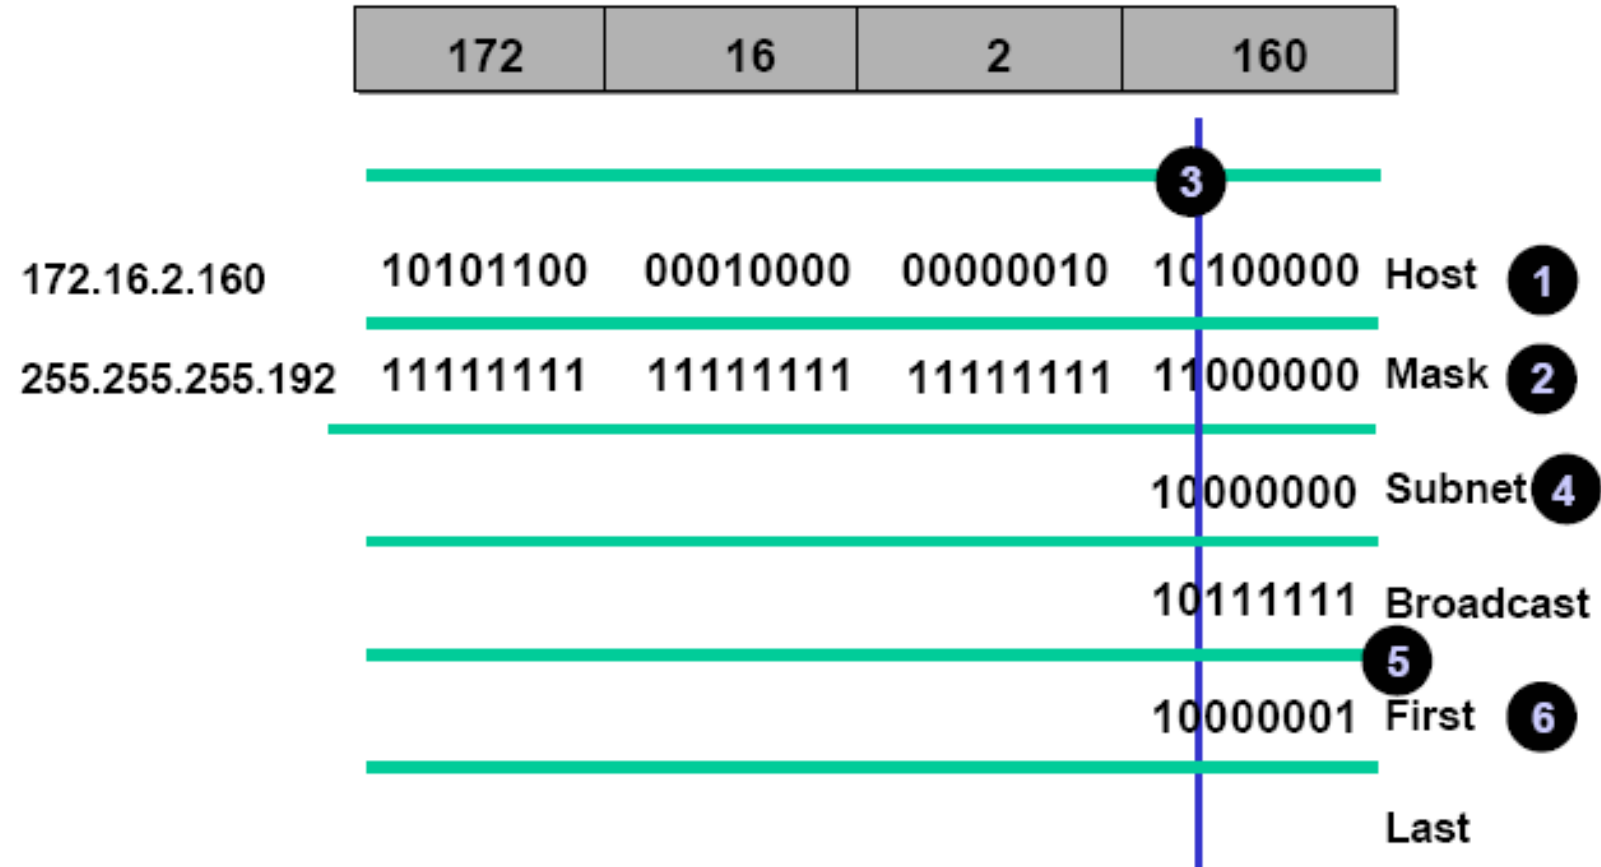 172 16 2 160
3
172.16.2.160 10101100 00010000 00000010 10100000 Host 1
255.255.255.192 11111111 11111111 11111111 11000000 Mask 2
10000000 Subnet 4
10111111 Broadcast
5
10000001 First 6
Last